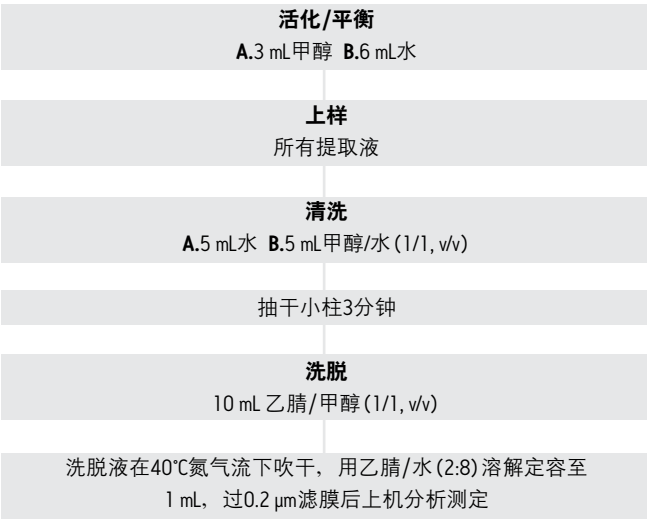 活化/平衡
A.3 mL甲醇 B.6 mL水
上样
所有提取液
清洗
A.5 mL水 B.5 mL甲醇/水(1/1, v/v)
抽干小柱3分钟
洗脱
10 mL 乙腈/甲醇(1/1, v/v)
洗脱液在40℃氮气流下吹干，用乙腈/水(2:8)溶解定容至
1 mL，过0.2 μm滤膜后上机分析测定